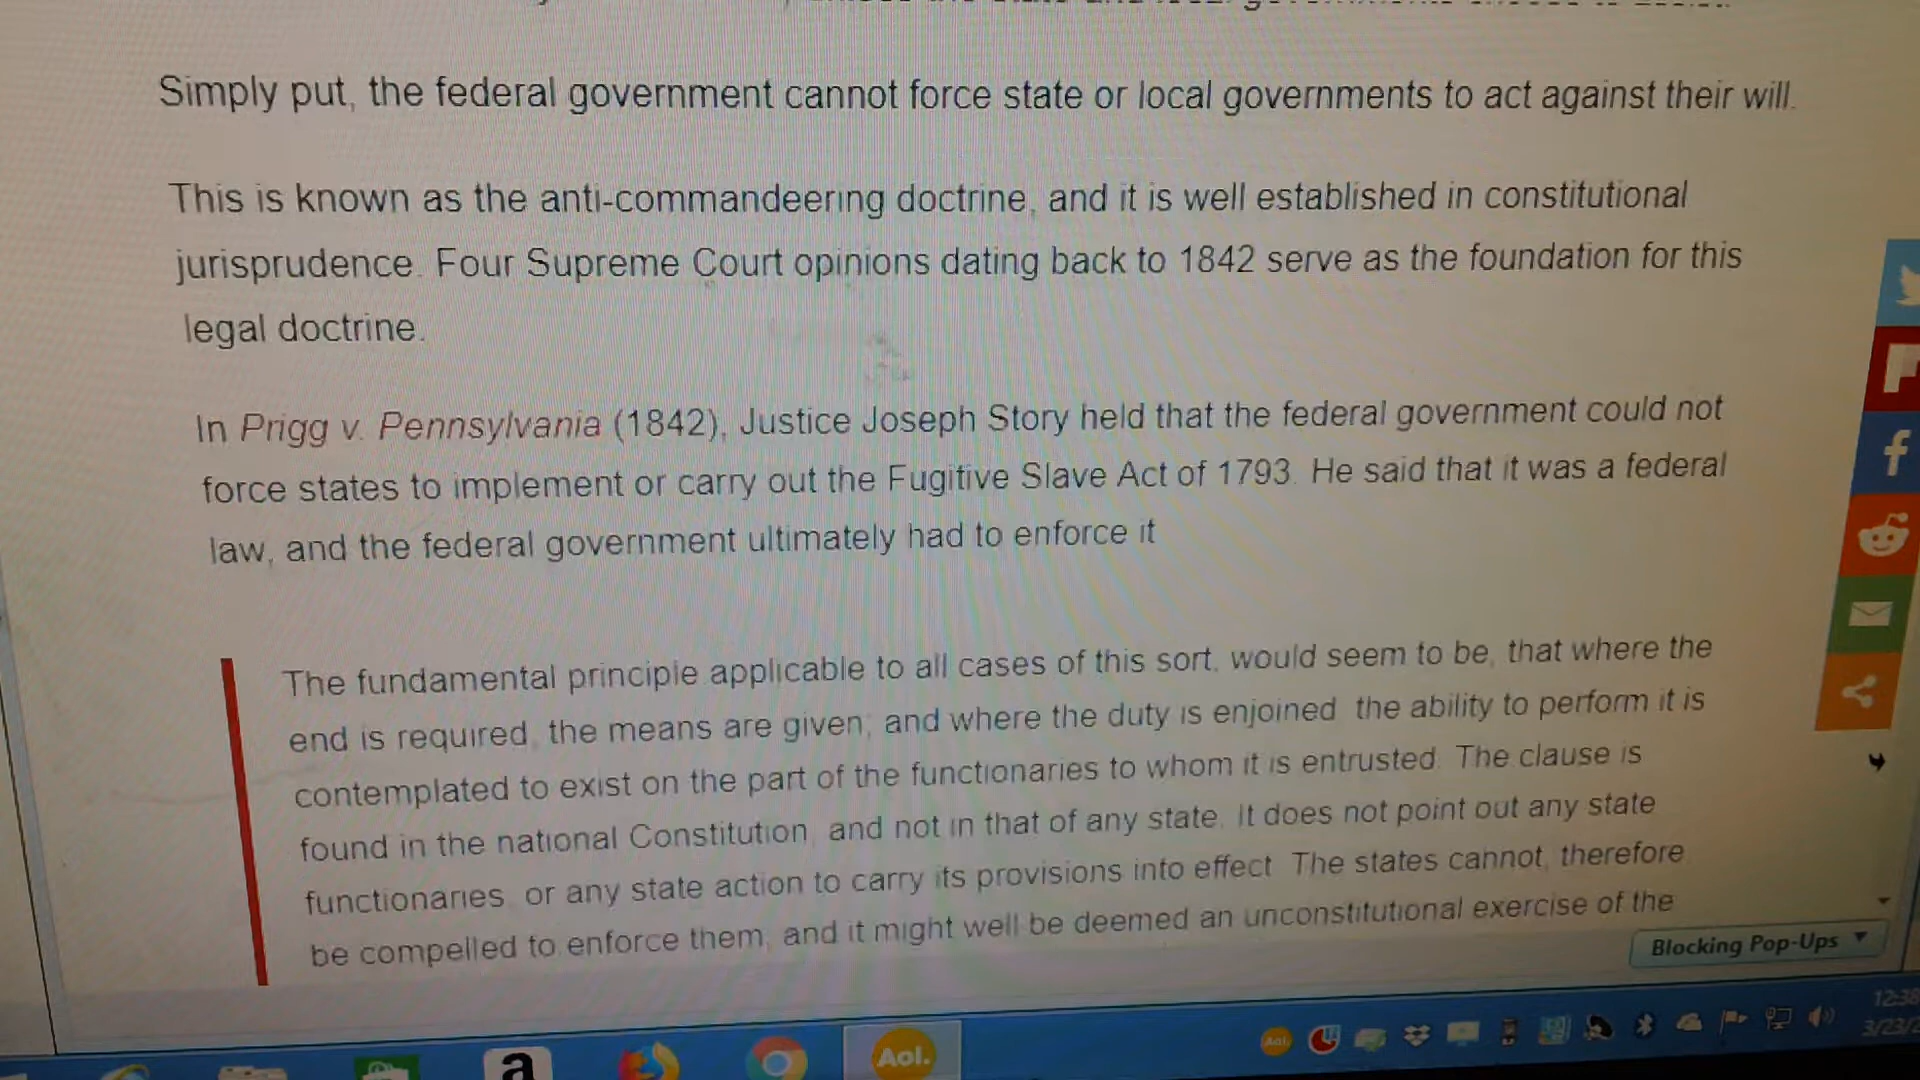 Simply put, the federal government cannot force state or local governments to act against their will.
This is known as the anti-commandeering doctrine, and it is well established in constitutional
jurisprudence. Four Supreme Court opinions dating back to 1842 serve as the foundation for this
legal doctrine.
In Prigg v. Pennsylvania (1842), Justice Joseph Story held that the federal government could not
force states to implement or carry out the Fugitive Slave Act of 1793. He said that it was a federal
law, and the federal government ultimately had to enforce it
The fundamental principle applicable to all cases of this sort, would seem to be, that where the
end is required, the means are given; and where the duty is enjoined the ability to perform it is
contemplated to exist on the part of the functionaries to whom it is entrusted. The clause is
found in the national Constitution, and not in that of any state. It does not point out any state
functionaries or any state action to carry its provisions into effect The states cannot, therefore
be compelled to enforce them; and it might well be deemed an unconstitutional exercise of the
Blocking Pop-Ups
12:38
3/23/2
a
Aol.
Aol.